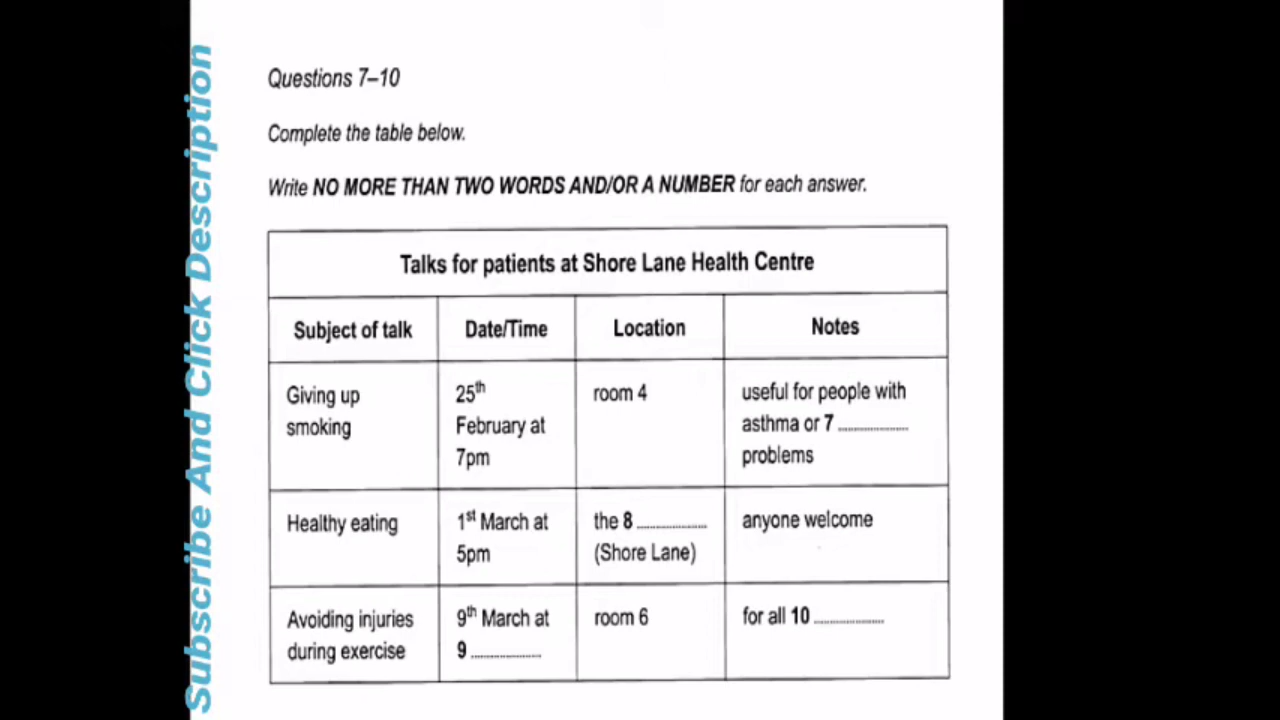 Subscribe And Click Description
Questions 7–10
Complete the table below.
Write NO MORE THAN TWO WORDS AND/OR A NUMBER for each answer.
Talks for patients at Shore Lane Health Centre
Subject of talk Date/Time Location Notes
Giving up
smoking
25th
February at
7pm
room 4
useful for people with
asthma or 7 ....................
problems
Healthy eating
1st March at
5pm
the 8 ....................
(Shore Lane)
anyone welcome
Avoiding injuries
during exercise
9th March at
9 ....................
room 6
for all 10 ....................